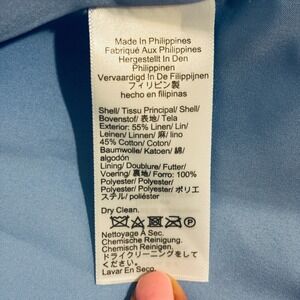 Made In Philippines
Fabriqué Aux Philippines
Hergestellt In Den
Philippinen
Vervaardigd In De Filippijnen
フィリピン製
hecho en filipinas
Shell/ Tissu Principal/ Shell/
Bovenstof/ 表地/ Tela
Exterior: 55% Linen/ Lin/
Leinen/ Linnen/ 麻/ lino
45% Cotton/ Coton/
Baumwolle/ Katoen/ 綿/
algodón
Lining/ Doublure/ Futter/
Voering/ 裏地/ Forro: 100%
Polyester/ Polyester/
Polyester/ Polyester/ ポリエ
ステル/ poliéster
Dry Clean.
P
Nettoyage À Sec.
Chemische Reinigung.
Chemisch Reinigen.
ドライクリーニングをして
ください。
Lavar En Seco.